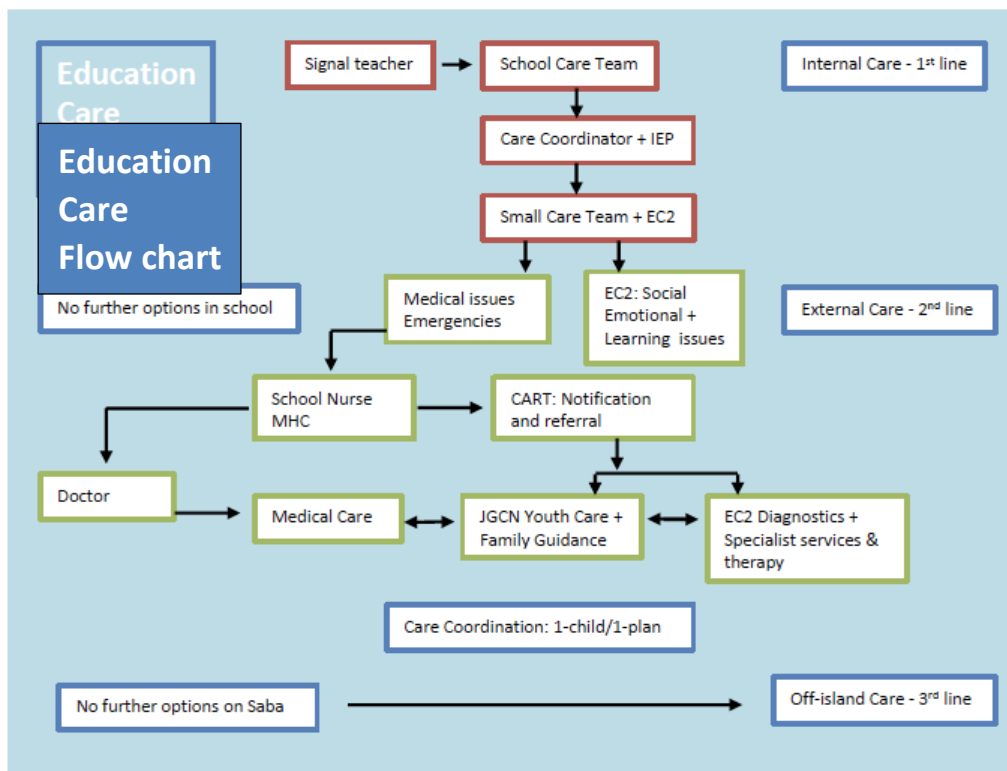 Education
Care
Education
Care
Flow chart
Signal teacher
School Care Team
Internal Care - 1st line
Care Coordinator + IEP
Small Care Team + EC2
No further options in school
Medical issues
Emergencies
EC2: Social
Emotional +
Learning issues
External Care - 2nd line
School Nurse
MHC
CART: Notification
and referral
Doctor
Medical Care
JGCN Youth Care +
Family Guidance
EC2 Diagnostics +
Specialist services &
therapy
Care Coordination: 1-child/1-plan
No further options on Saba
Off-island Care - 3rd line